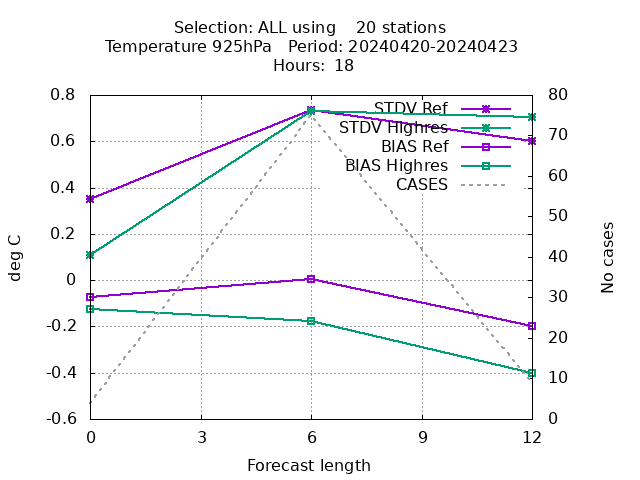 Selection: ALL using    20 stations
Temperature 925hPa   Period: 20240420-20240423
Hours:  18
0.8
0.6
0.4
0.2
0
-0.2
-0.4
-0.6
80
70
60
50
40
30
20
10
0
STDV Ref
STDV Highres
BIAS Ref
BIAS Highres
CASES
deg C
No cases
0
3
6
9
12
Forecast length